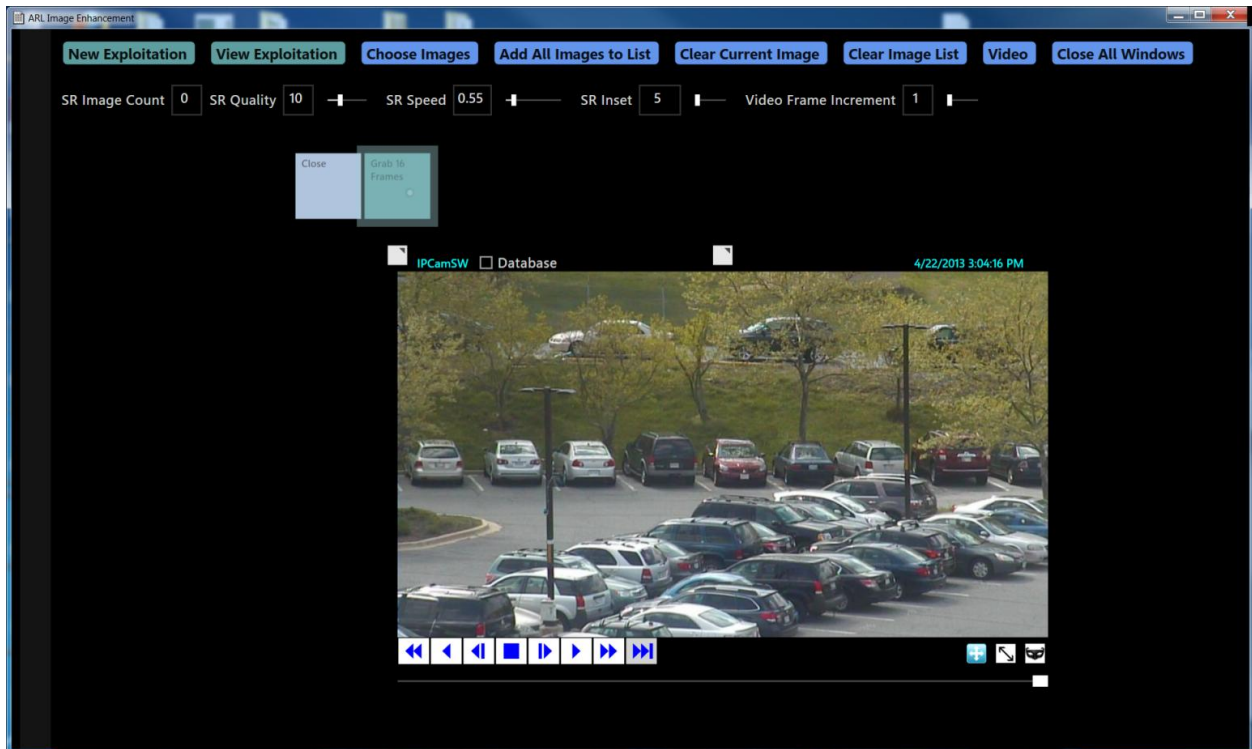 ARL Image Enhancement
New Exploitation View Exploitation Choose Images Add All Images to List Clear Current Image Clear Image List Video Close All Windows
SR Image Count 0 SR Quality 10 SR Speed 0.55 SR Inset 5 Video Frame Increment 1
Close Grab 16
Frames
IPCamSW Database 4/22/2013 3:04:16 PM